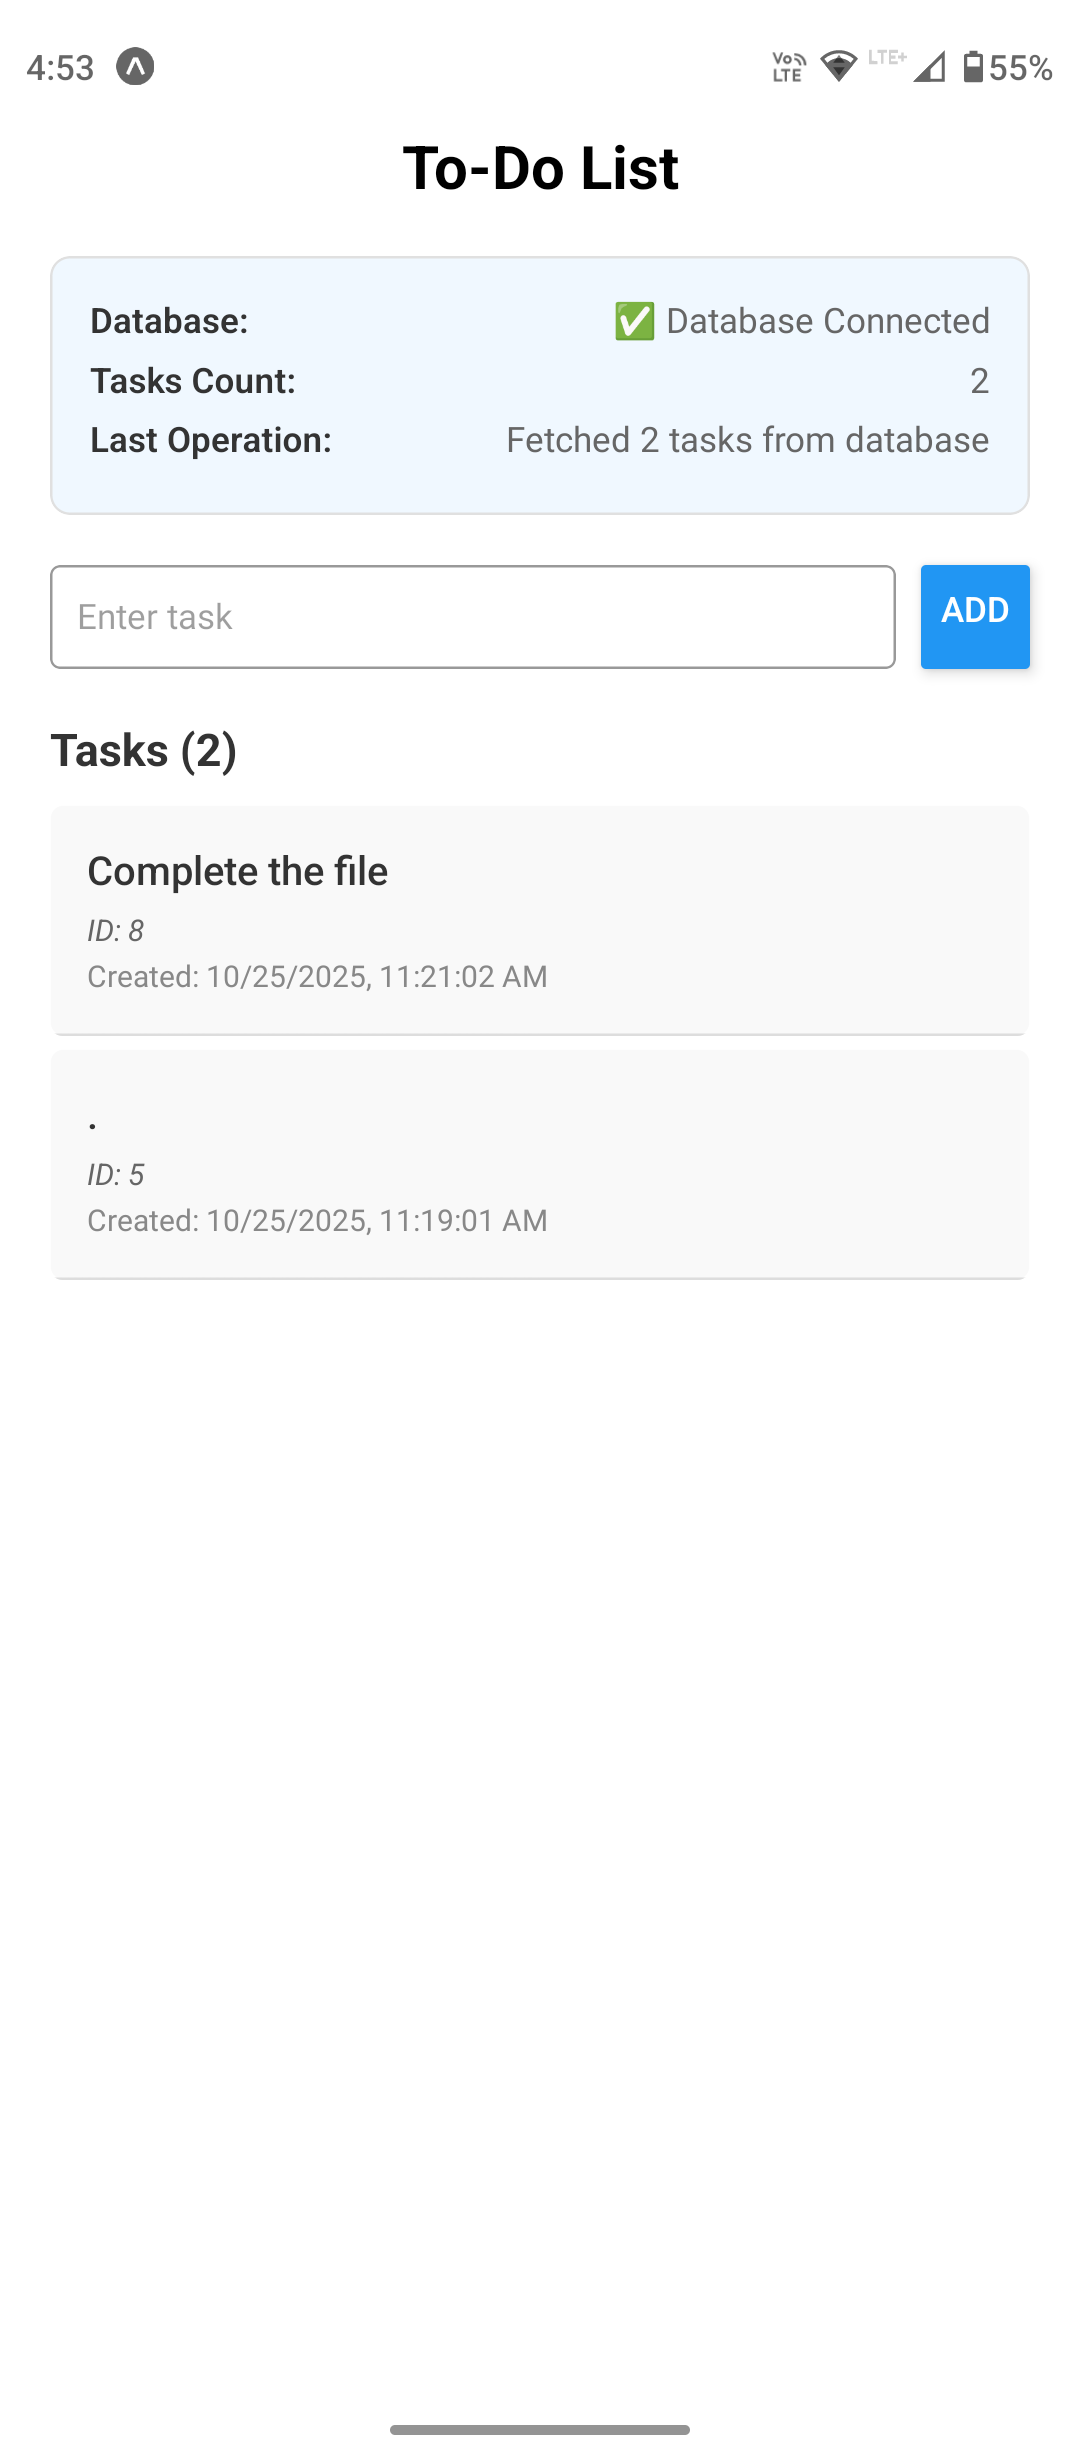 4:53
Vo LTE LTE+ 55%
To-Do List
Database: ✅ Database Connected
Tasks Count: 2
Last Operation: Fetched 2 tasks from database
Enter task
ADD
Tasks (2)
Complete the file
ID: 8
Created: 10/25/2025, 11:21:02 AM
.
ID: 5
Created: 10/25/2025, 11:19:01 AM